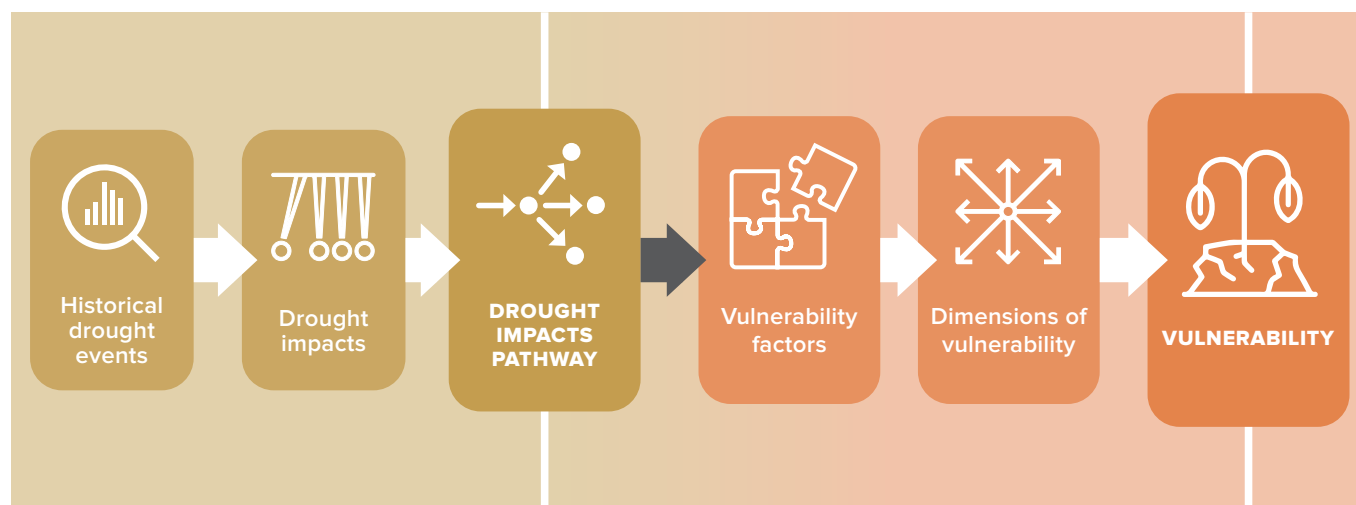 Historical
drought
events
Drought
impacts
DROUGHT
IMPACTS
PATHWAY
Vulnerability
factors
Dimensions of
vulnerability
VULNERABILITY